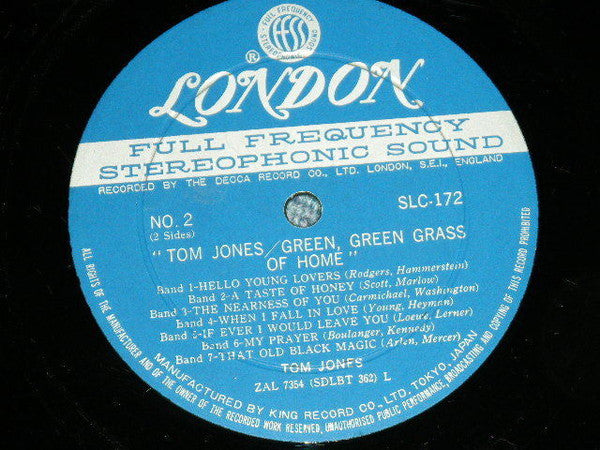 FULL FREQUENCY
ffss
STEREOPHONIC SOUND
®
LONDON
FULL FREQUENCY
STEREOPHONIC SOUND
RECORDED BY THE DECCA RECORD CO., LTD. LONDON, S.E.I., ENGLAND
NO. 2
(2 Sides)
SLC-172
"TOM JONES/GREEN, GREEN GRASS
OF HOME"
Band 1-HELLO YOUNG LOVERS (Rodgers, Hammerstein)
Band 2-A TASTE OF HONEY (Scott, Marlow)
Band 3-THE NEARNESS OF YOU (Carmichael, Washington)
Band 4-WHEN I FALL IN LOVE (Young, Heyman)
Band 5-IF EVER I WOULD LEAVE YOU (Loewe, Lerner)
Band 6-MY PRAYER (Boulanger, Kennedy)
Band 7-THAT OLD BLACK MAGIC (Arlen, Mercer)
TOM JONES
ZAL 7354 (SDLBT 362) L
MANUFACTURED BY KING RECORD CO., LTD. TOKYO, JAPAN
ALL RIGHTS OF THE MANUFACTURER AND OF THE OWNER OF THE RECORDED WORK RESERVED, UNAUTHORISED PUBLIC PERFORMANCE, BROADCASTING AND COPYING OF THIS RECORD PROHIBITED